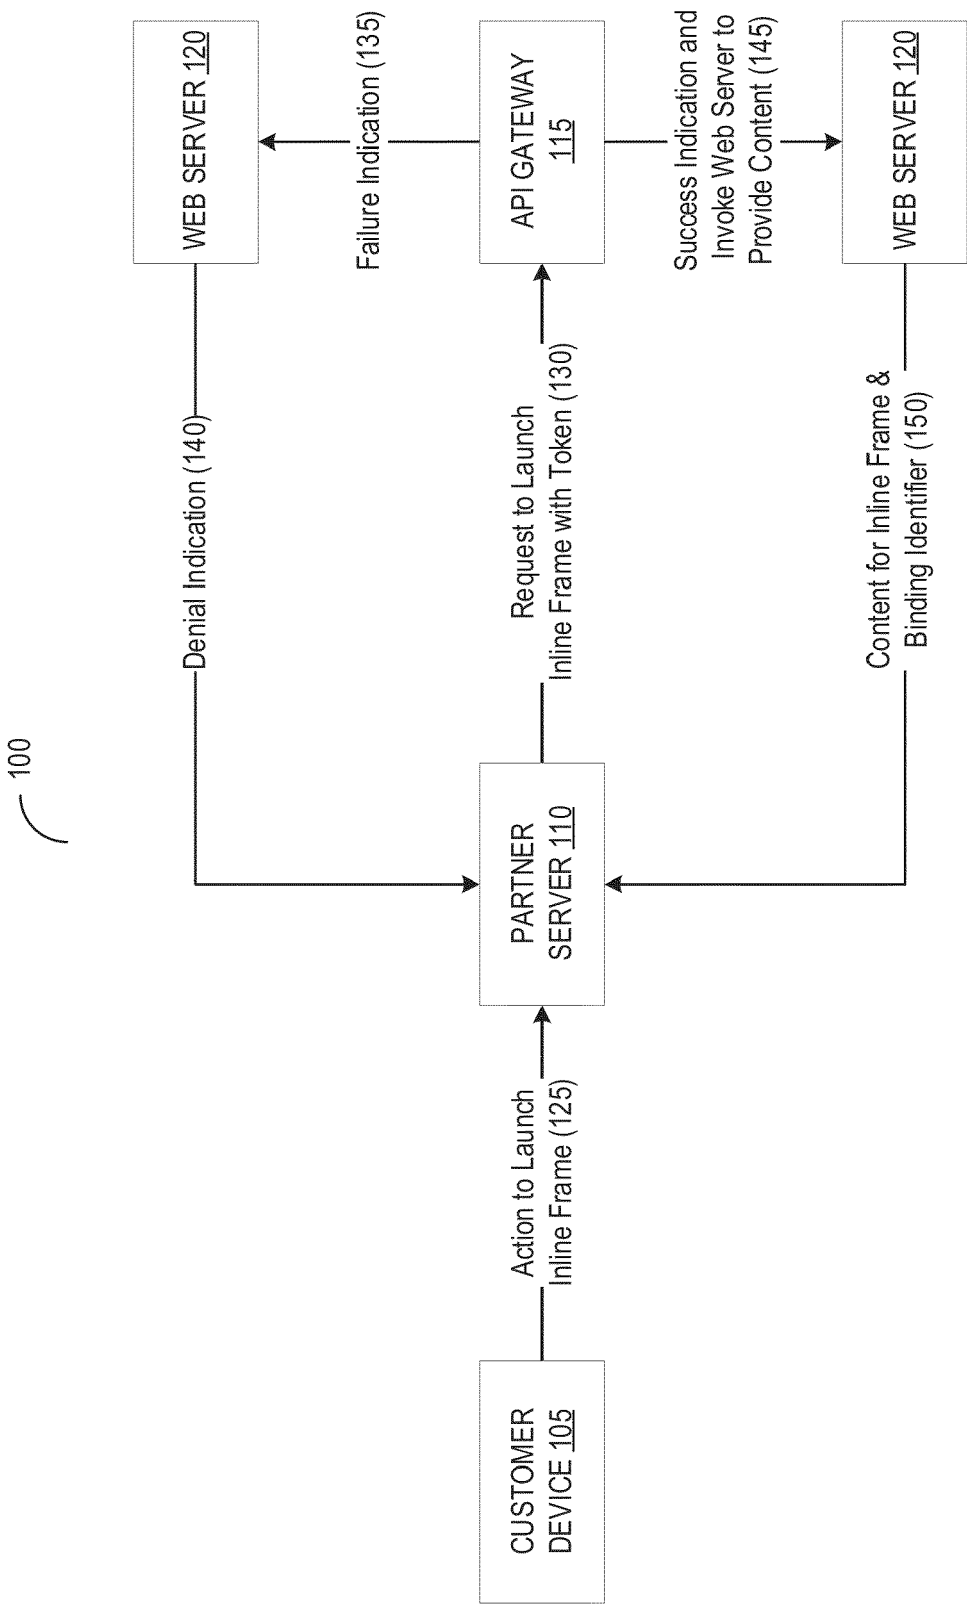 100
CUSTOMER
DEVICE 105
Action to Launch
Inline Frame (125)
PARTNER
SERVER 110
Request to Launch
Inline Frame with Token (130)
API GATEWAY
115
Failure Indication (135)
WEB SERVER 120
Denial Indication (140)
Success Indication and
Invoke Web Server to
Provide Content (145)
WEB SERVER 120
Content for Inline Frame &
Binding Identifier (150)